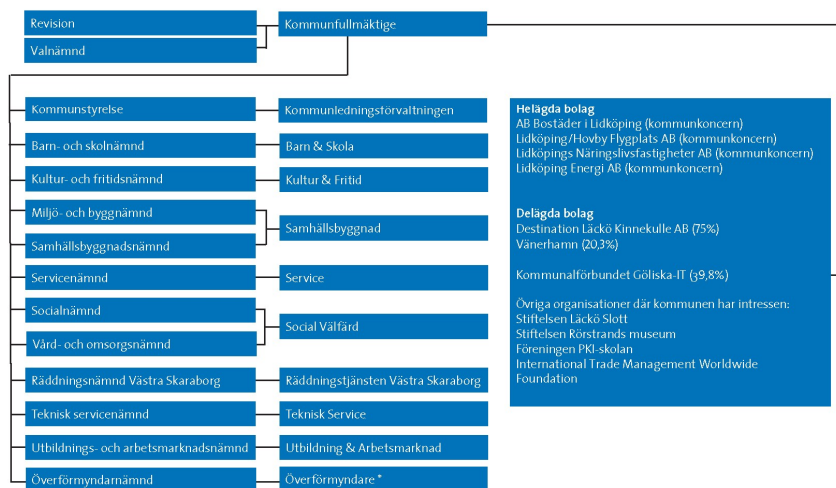 Revision
Kommunfullmäktige
Valnämnd
Kommunstyrelse
Kommunledningsförvaltningen
Barn- och skolnämnd
Barn & Skola
Kultur- och fritidsnämnd
Kultur & Fritid
Miljö- och byggnämnd
Samhällsbyggnad
Samhällsbyggnadsnämnd
Servicenämnd
Service
Socialnämnd
Social Välfärd
Vård- och omsorgsnämnd
Räddningsnämnd Västra Skaraborg
Räddningstjänsten Västra Skaraborg
Teknisk servicenämnd
Teknisk Service
Utbildnings- och arbetsmarknadsnämnd
Utbildning & Arbetsmarknad
Överförmyndarnämnd
Överförmyndare *
Helägda bolag
AB Bostäder i Lidköping (kommunkoncern)
Lidköping/Hovby Flygplats AB (kommunkoncern)
Lidköpings Näringslivsfastigheter AB (kommunkoncern)
Lidköping Energi AB (kommunkoncern)
Delägda bolag
Destination Läckö Kinnekulle AB (75%)
Vänerhamn (20,3%)
Kommunalförbundet Göliska-IT (39,8%)
Övriga organisationer där kommunen har intressen:
Stiftelsen Läckö Slott
Stiftelsen Rörstrands museum
Föreningen PKI-skolan
International Trade Management Worldwide
Foundation